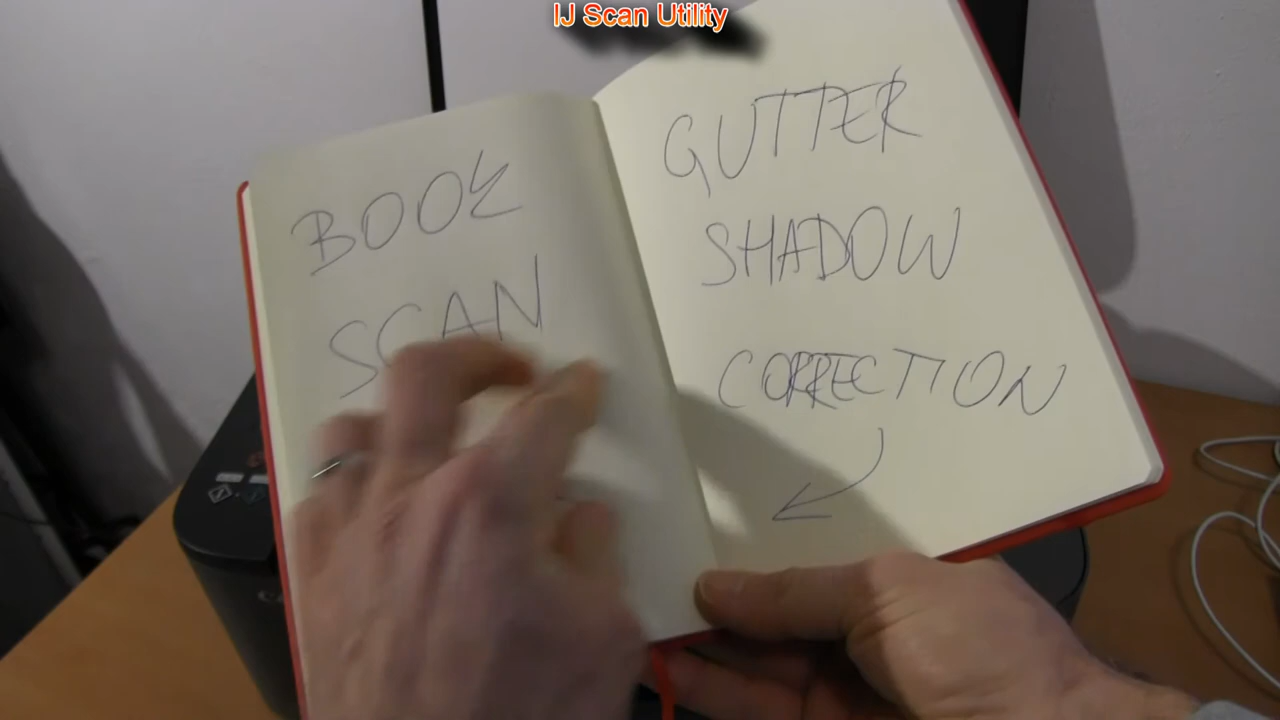 IJ Scan Utility
BOOK
SCAN
GUTTER
SHADOW
CORRECTION